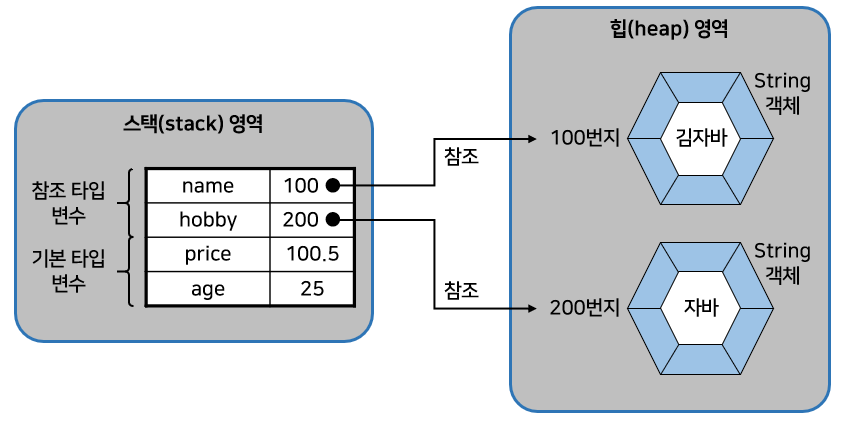 힙(heap) 영역
String
객체
100번지
김자바
스택(stack) 영역
참조
참조 타입
변수
name
100
hobby
200
기본 타입
변수
price
100.5
age
25
String
객체
참조
200번지
자바